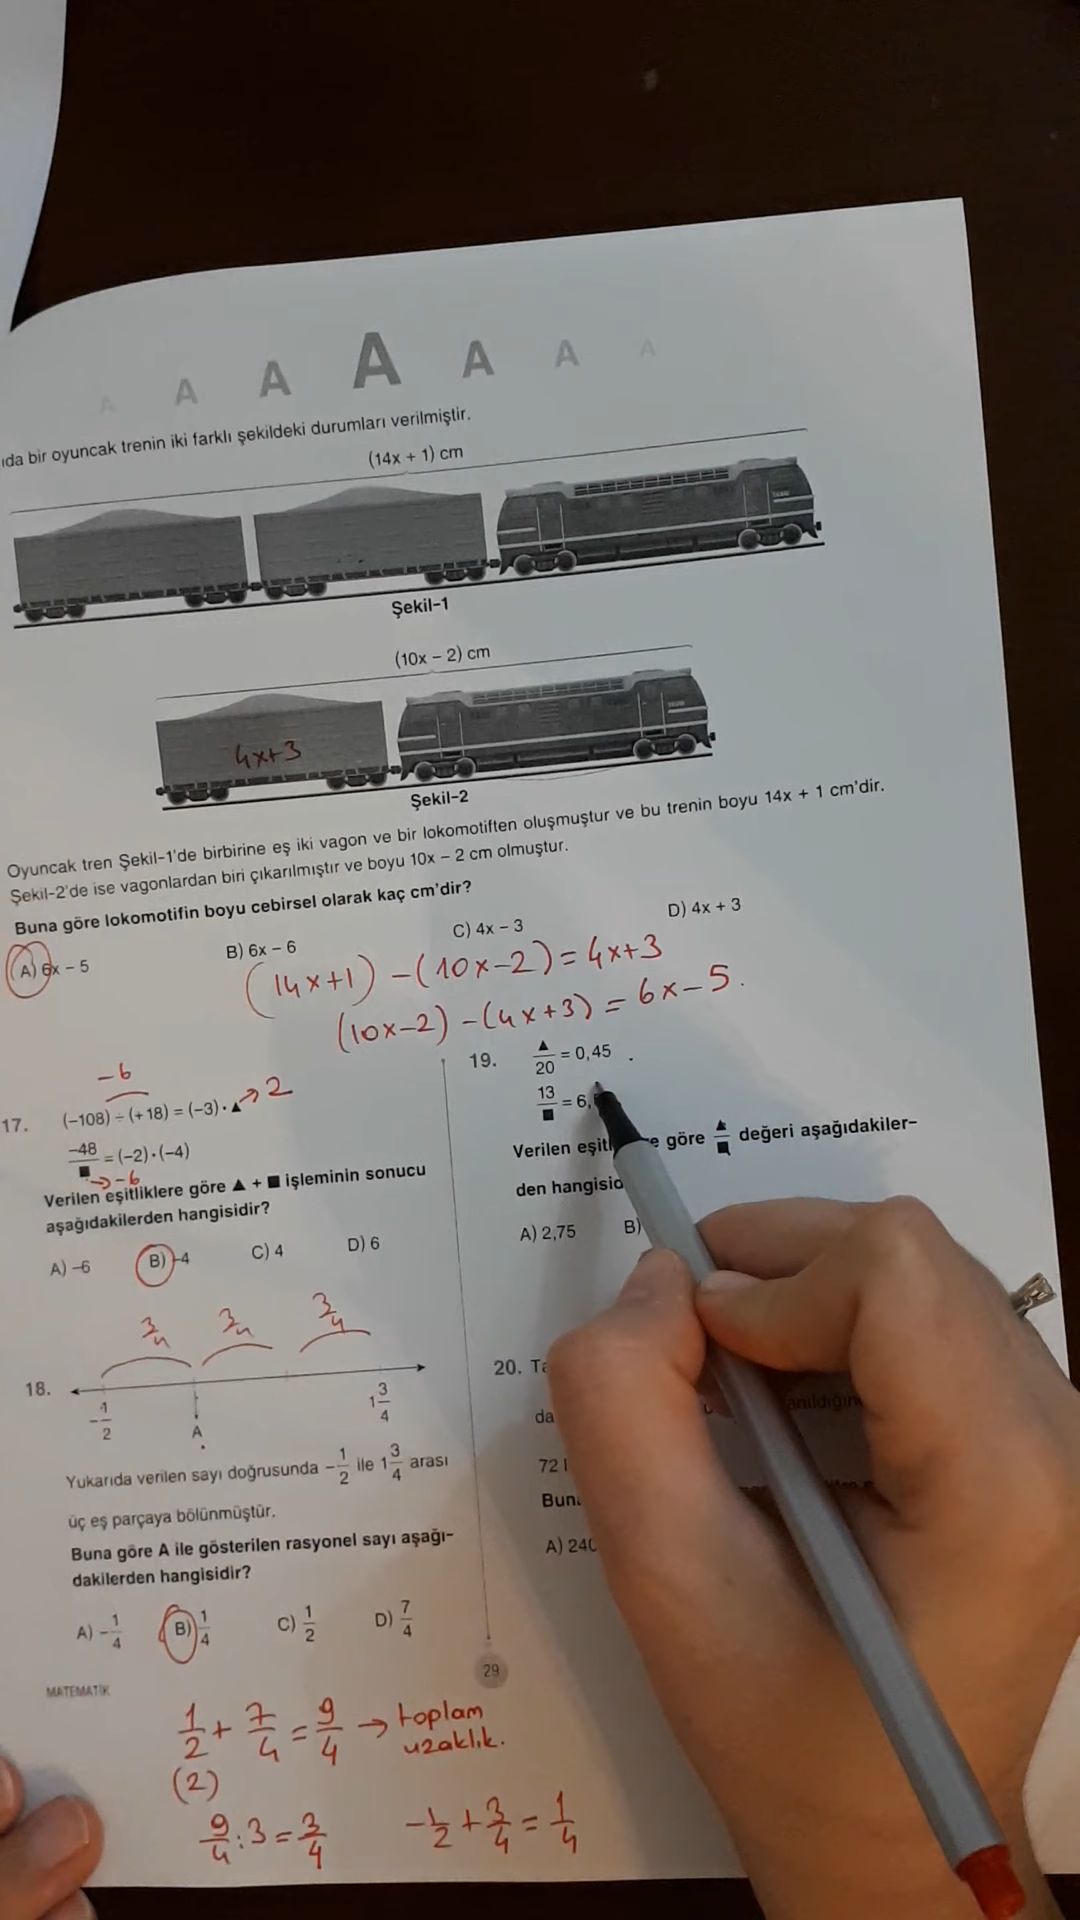 A A A A A A A
da bir oyuncak trenin iki farklı şekildeki durumları verilmiştir.
(14x + 1) cm
Şekil-1
(10x – 2) cm
4x+3
Şekil-2
Oyuncak tren Şekil-1'de birbirine eş iki vagon ve bir lokomotiften oluşmuştur ve bu trenin boyu 14x + 1 cm'dir.
Şekil-2'de ise vagonlardan biri çıkarılmıştır ve boyu 10x – 2 cm olmuştur.
Buna göre lokomotifin boyu cebirsel olarak kaç cm'dir?
A) 6x – 5 B) 6x – 6 C) 4x – 3 D) 4x + 3
(14x+1) -(10x-2) = 4x+3
(10x-2) -(4x+3) = 6x-5.
-6
17. (–108) ÷ (+18) = (–3) · ▲ → 2
–48/■ = (–2)·(–4)
→ -6
Verilen eşitliklere göre ▲ + ■ işleminin sonucu
aşağıdakilerden hangisidir?
A) –6 B) –4 C) 4 D) 6
3/4 3/4 3/4
18.
–1/2 A 1 3/4
Yukarıda verilen sayı doğrusunda –1/2 ile 1 3/4 arası
üç eş parçaya bölünmüştür.
Buna göre A ile gösterilen rasyonel sayı aşağı-
dakilerden hangisidir?
A) –1/4 B) 1/4 C) 1/2 D) 7/4
MATEMATİK
1/2 + 7/4 = 9/4 → toplam
uzaklık.
(2)
9/4 : 3 = 3/4 -1/2 + 3/4 = 1/4
19. ▲/20 = 0,45
13/■ = 6,
Verilen göre ▲/■ değeri aşağıdakiler-
den
A) 2,75 B)
20.
da
72
A)
29